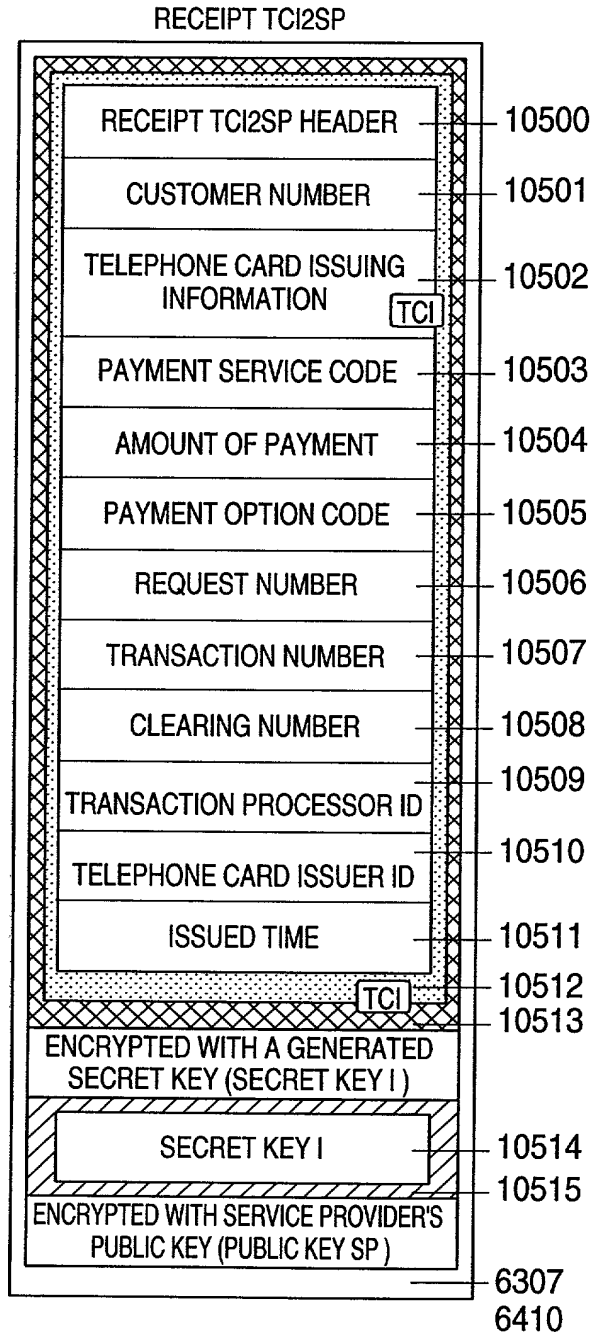 RECEIPT TCI2SP
RECEIPT TCI2SP HEADER 10500
CUSTOMER NUMBER 10501
TELEPHONE CARD ISSUING
INFORMATION 10502
TCI
PAYMENT SERVICE CODE 10503
AMOUNT OF PAYMENT 10504
PAYMENT OPTION CODE 10505
REQUEST NUMBER 10506
TRANSACTION NUMBER 10507
CLEARING NUMBER 10508
TRANSACTION PROCESSOR ID 10509
TELEPHONE CARD ISSUER ID 10510
ISSUED TIME 10511
TCI 10512
10513
ENCRYPTED WITH A GENERATED
SECRET KEY (SECRET KEY I)
SECRET KEY I 10514
10515
ENCRYPTED WITH SERVICE PROVIDER'S
PUBLIC KEY (PUBLIC KEY SP)
6307
6410